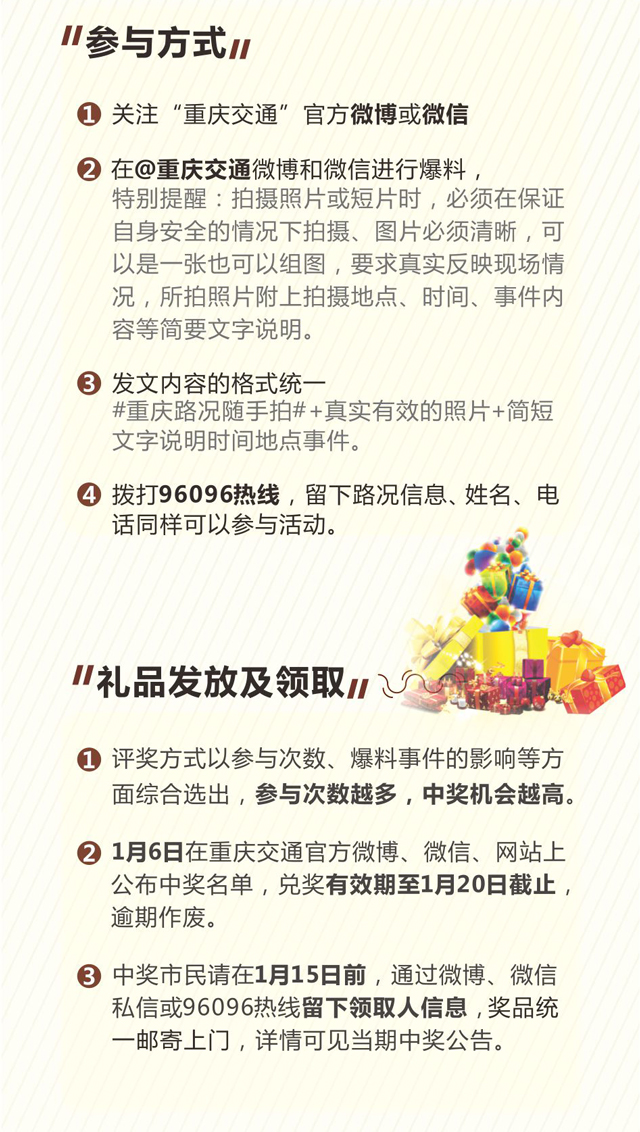 参与方式
1 关注“重庆交通”官方微博或微信
2 在@重庆交通微博和微信进行爆料，
特别提醒：拍摄照片或短片时，必须在保证
自身安全的情况下拍摄、图片必须清晰，可
以是一张也可以组图，要求真实反映现场情
况，所拍照片附上拍摄地点、时间、事件内
容等简要文字说明。
3 发文内容的格式统一
#重庆路况随手拍#+真实有效的照片+简短
文字说明时间地点事件。
4 拨打96096热线，留下路况信息、姓名、电
话同样可以参与活动。
礼品发放及领取
1 评奖方式以参与次数、爆料事件的影响等方
面综合选出，参与次数越多，中奖机会越高。
2 1月6日在重庆交通官方微博、微信、网站上
公布中奖名单，兑奖有效期至1月20日截止，
逾期作废。
3 中奖市民请在1月15日前，通过微博、微信
私信或96096热线留下领取人信息，奖品统
一邮寄上门，详情可见当期中奖公告。